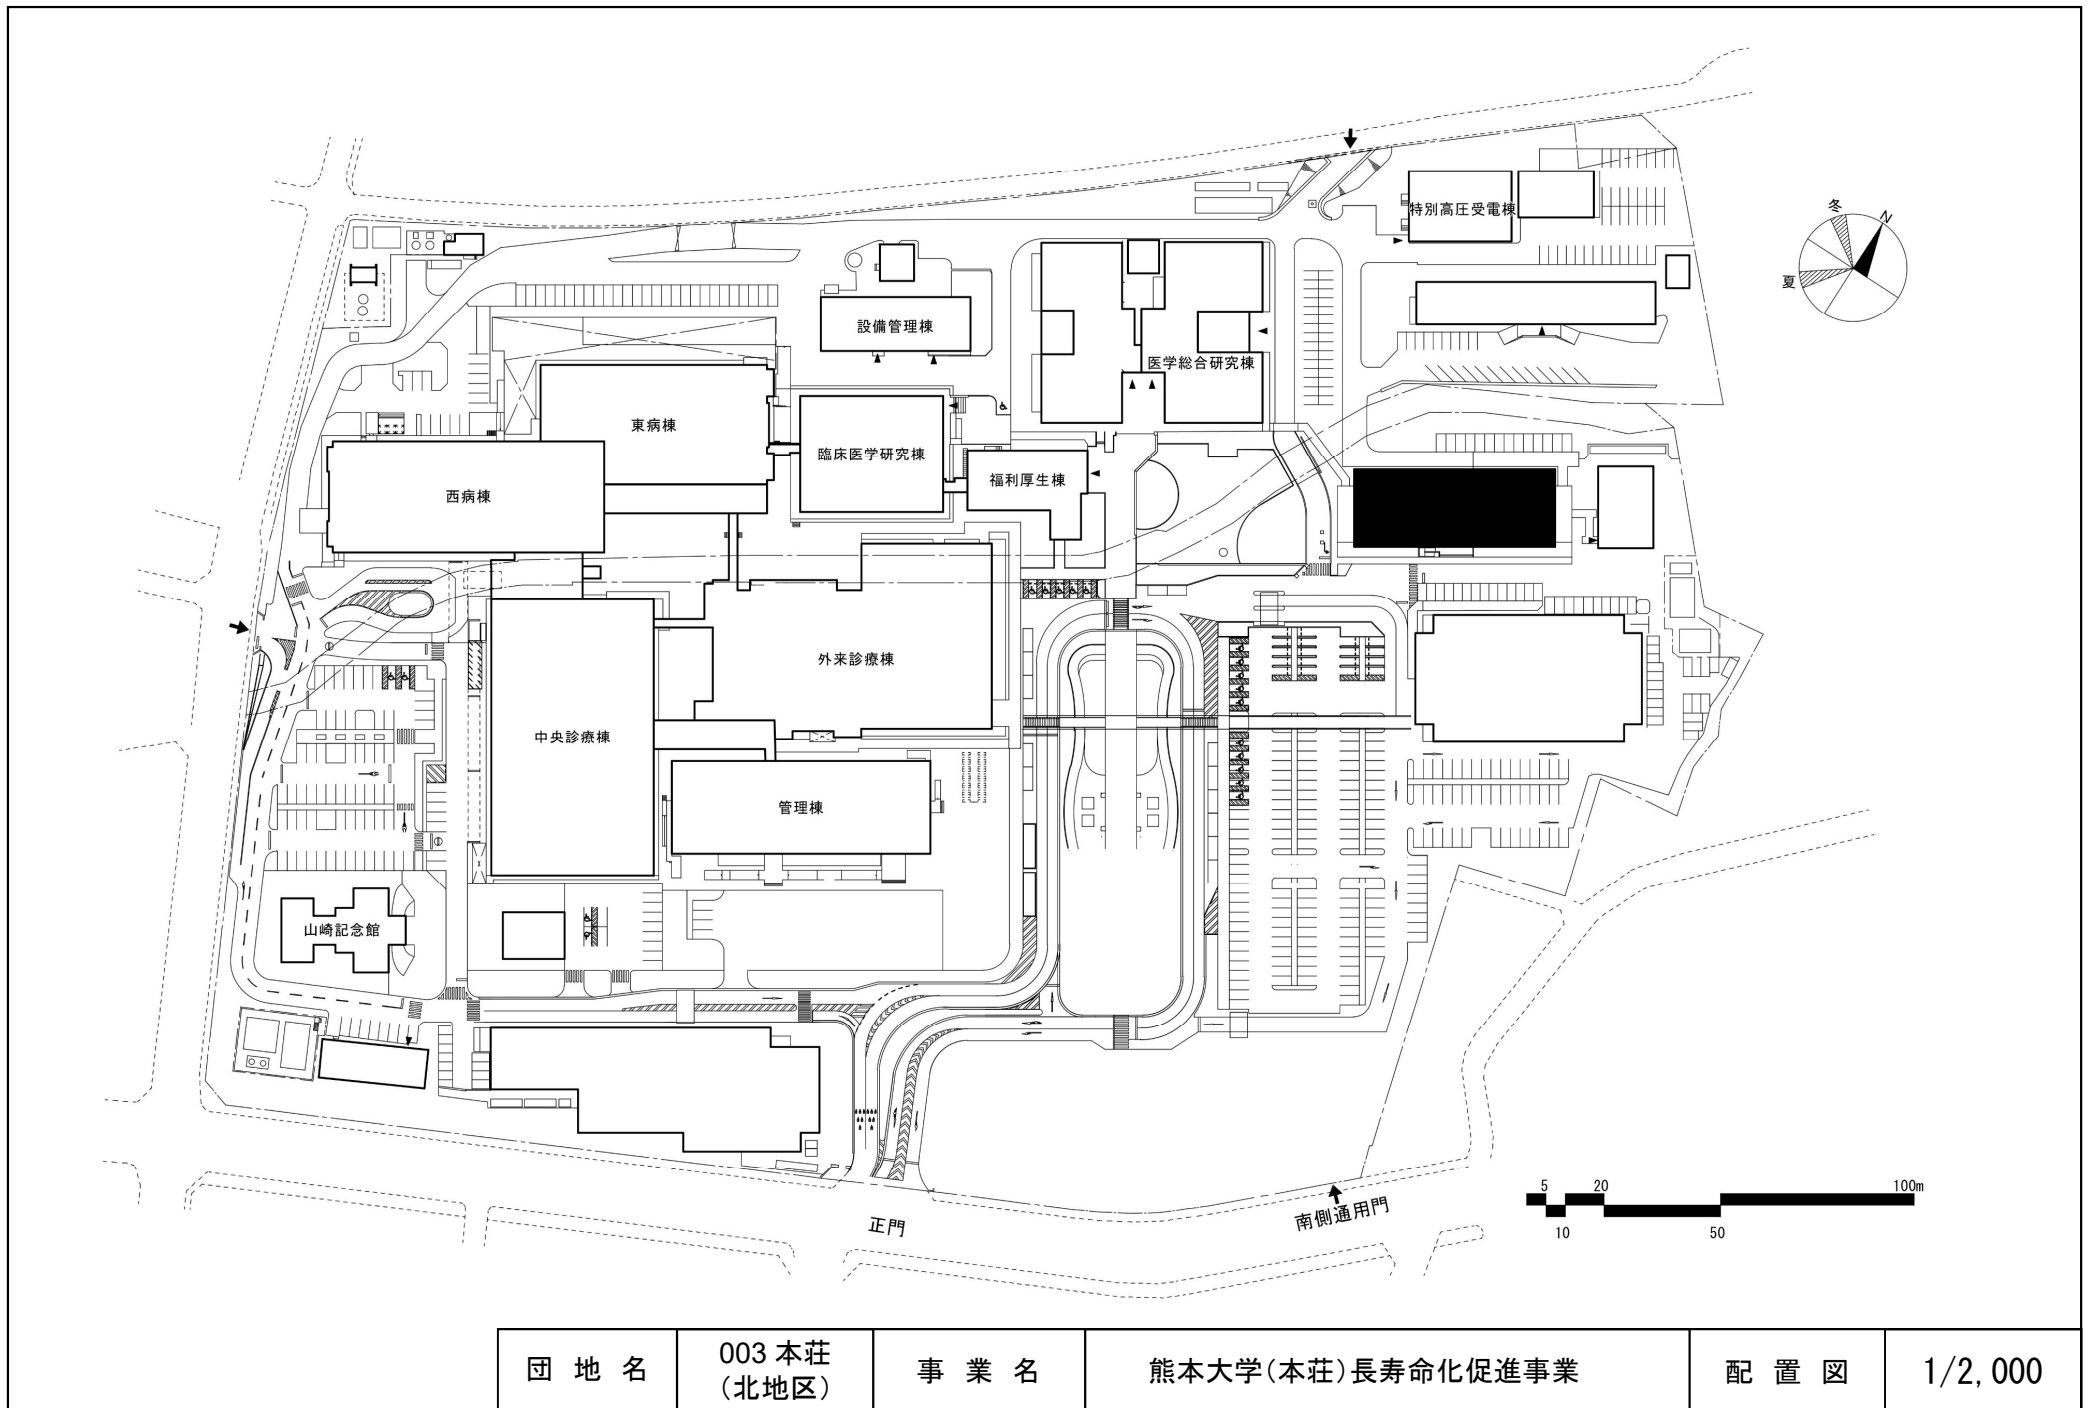 特別高圧受電棟
冬
N
夏
設備管理棟
医学総合研究棟
東病棟
臨床医学研究棟
福利厚生棟
西病棟
外来診療棟
中央診療棟
管理棟
山崎記念館
正門
南側通用門
5 20 100m
10 50
団地名
003 本荘
(北地区)
事業名
熊本大学(本荘)長寿命化促進事業
配置図
1/2,000